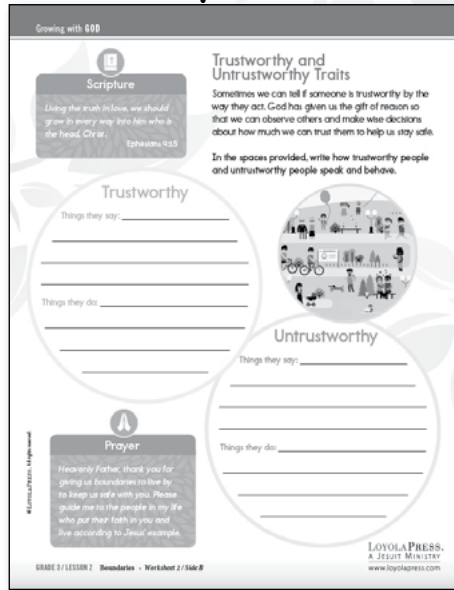 Growing with GOD
Scripture
Living the truth in love, we should
grow in every way into him who is
the head, Christ.
Ephesians 4:15
Trustworthy and
Untrustworthy Traits
Sometimes we can tell if someone is trustworthy by the
way they act. God has given us the gift of reason so
that we can observe others and make wise decisions
about how much we can trust them to help us stay safe.
In the spaces provided, write how trustworthy people
and untrustworthy people speak and behave.
Trustworthy
Things they say:
Things they do:
Untrustworthy
Things they say:
Things they do:
Prayer
Heavenly Father, thank you for
giving us boundaries to live by
to keep us safe with you. Please
guide me to the people in my life
who put their faith in you and
live according to Jesus' example.
© LOYOLA PRESS. All rights reserved.
GRADE 3 / LESSON 2 Boundaries • Worksheet 2 / Side B
LOYOLAPRESS.
A JESUIT MINISTRY
www.loyolapress.com